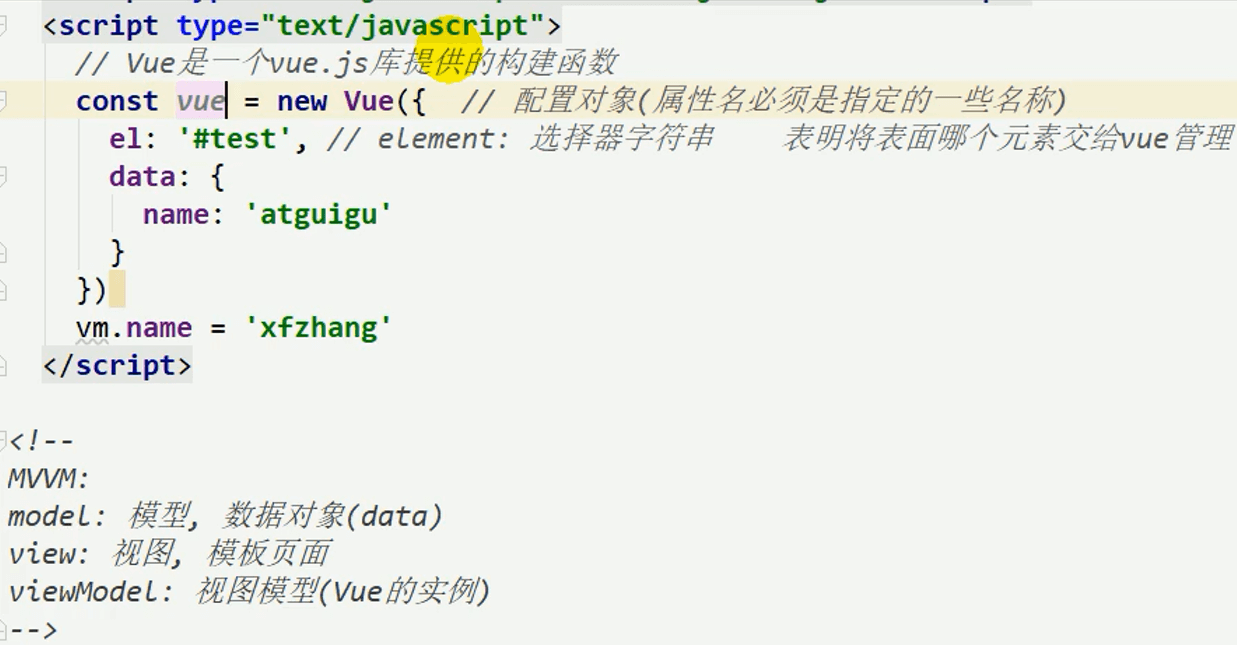 <script type="text/javascript">
// Vue是一个vue.js库提供的构建函数
const vue = new Vue({ // 配置对象(属性名必须是指定的一些名称)
el: '#test', // element: 选择器字符串 表明将表面哪个元素交给vue管理
data: {
name: 'atguigu'
}
})
vm.name = 'xfzhang'
</script>
<!--
MVVM:
model: 模型, 数据对象(data)
view: 视图, 模板页面
viewModel: 视图模型(Vue的实例)
-->